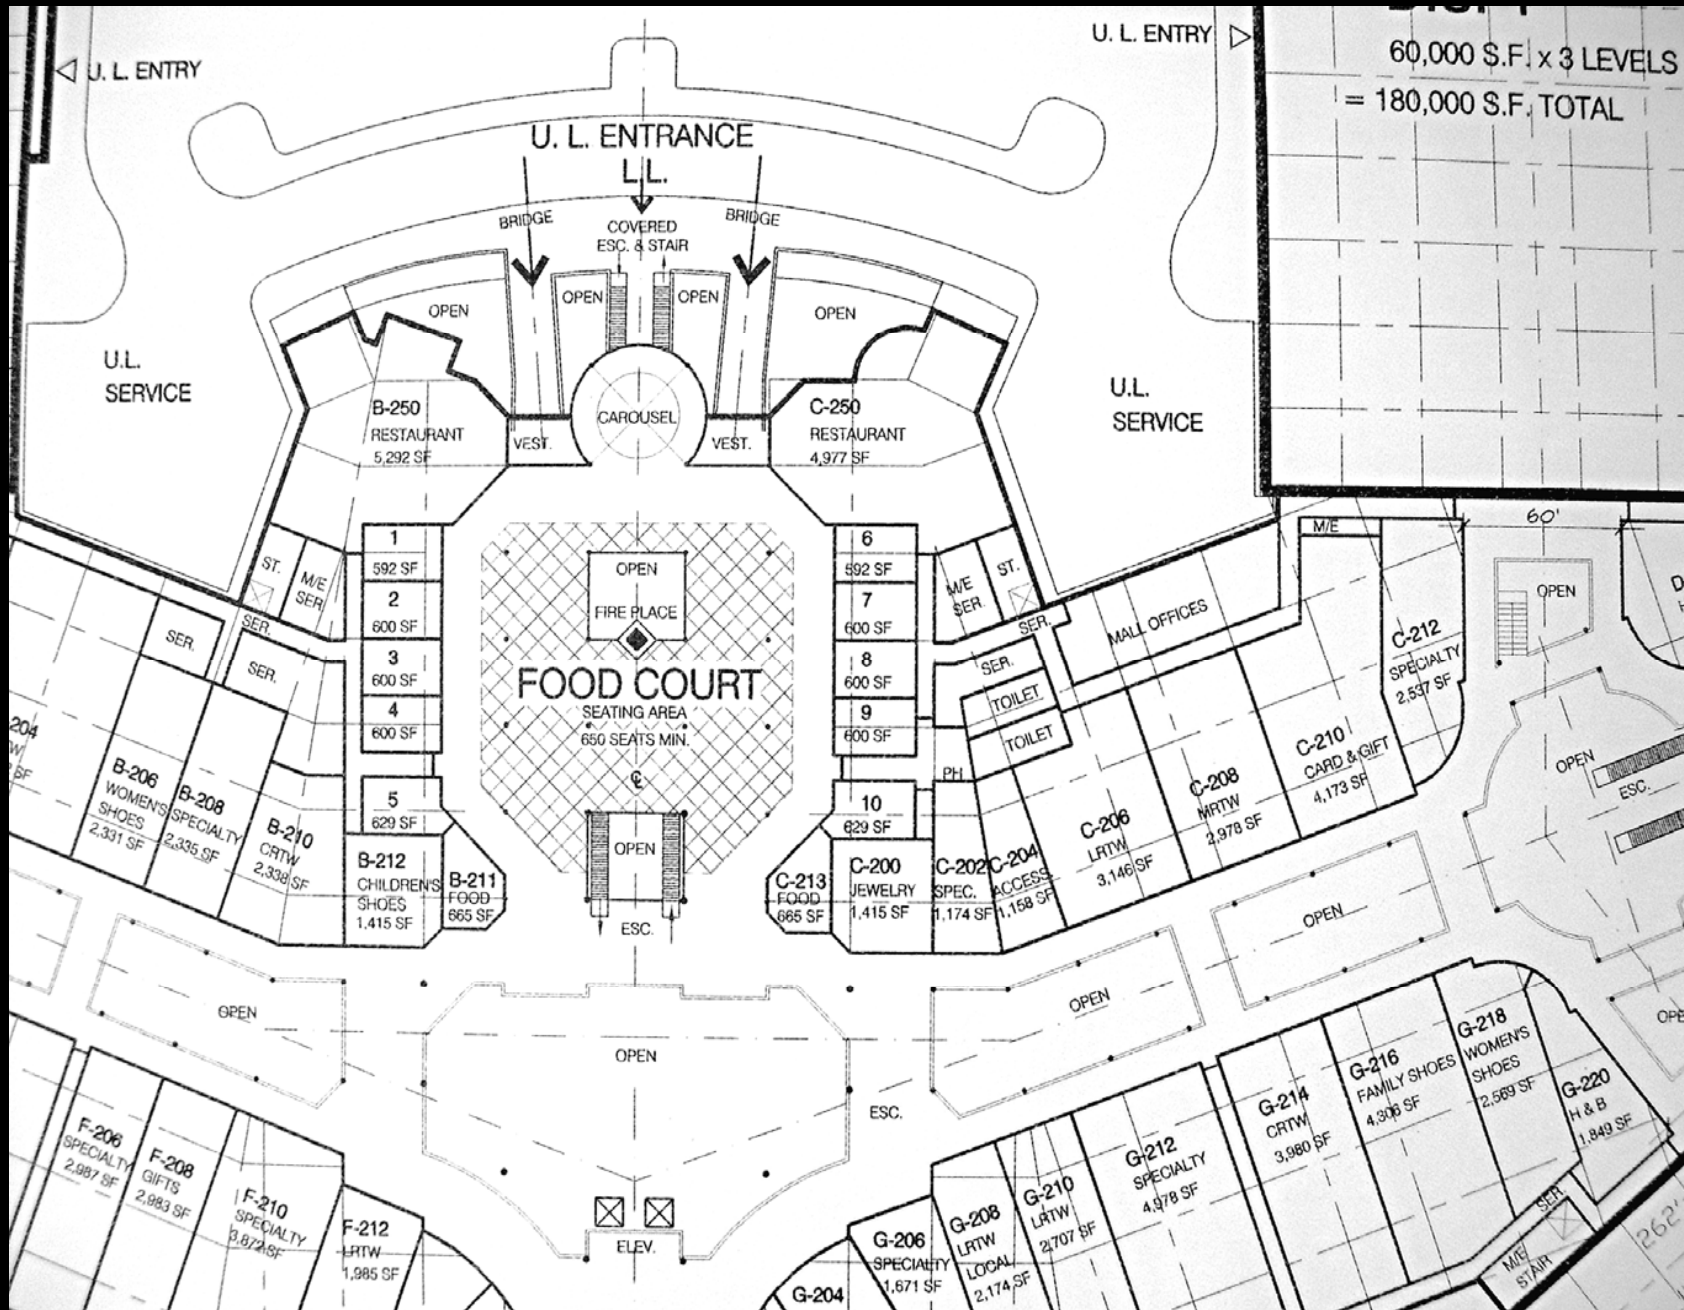 U. L. ENTRY
U. L. ENTRY
60,000 S.F. x 3 LEVELS
= 180,000 S.F. TOTAL
U. L. ENTRANCE
L.L.
BRIDGE
COVERED
ESC. & STAIR
BRIDGE
OPEN
OPEN
OPEN
OPEN
U.L.
SERVICE
U.L.
SERVICE
B-250
RESTAURANT
5,292 SF
VEST.
CAROUSEL
VEST.
C-250
RESTAURANT
4,977 SF
1
592 SF
2
600 SF
3
600 SF
4
600 SF
5
629 SF
OPEN
FIRE PLACE
FOOD COURT
SEATING AREA
650 SEATS MIN.
℄
OPEN
ESC.
6
592 SF
7
600 SF
8
600 SF
9
600 SF
10
629 SF
ST.
M/E
SER.
SER.
SER.
SER.
M/E
SER.
ST.
SER.
SER.
TOILET
TOILET
PH
MALL OFFICES
M/E
60'
OPEN
204
SF
B-206
WOMEN'S
SHOES
2,331 SF
B-208
SPECIALTY
2,335 SF
B-210
CRTW
2,338 SF
B-212
CHILDREN'S
SHOES
1,415 SF
B-211
FOOD
665 SF
C-213
FOOD
665 SF
C-200
JEWELRY
1,415 SF
C-202
SPEC.
1,174 SF
C-204
ACCESS.
1,158 SF
C-206
LRTW
3,146 SF
C-208
MRTW
2,978 SF
C-210
CARD & GIFT
4,173 SF
C-212
SPECIALTY
2,537 SF
OPEN
ESC.
OPEN
OPEN
OPEN
OPEN
ESC.
ELEV.
F-206
SPECIALTY
2,987 SF
F-208
GIFTS
2,983 SF
F-210
SPECIALTY
3,872 SF
F-212
LRTW
1,985 SF
G-204
G-206
SPECIALTY
1,671 SF
G-208
LRTW
LOCAL
2,174 SF
G-210
LRTW
2,707 SF
G-212
SPECIALTY
4,978 SF
G-214
CRTW
3,980 SF
G-216
FAMILY SHOES
4,306 SF
G-218
WOMEN'S
SHOES
2,569 SF
G-220
H & B
1,849 SF
SER.
M/E
STAIR
262'